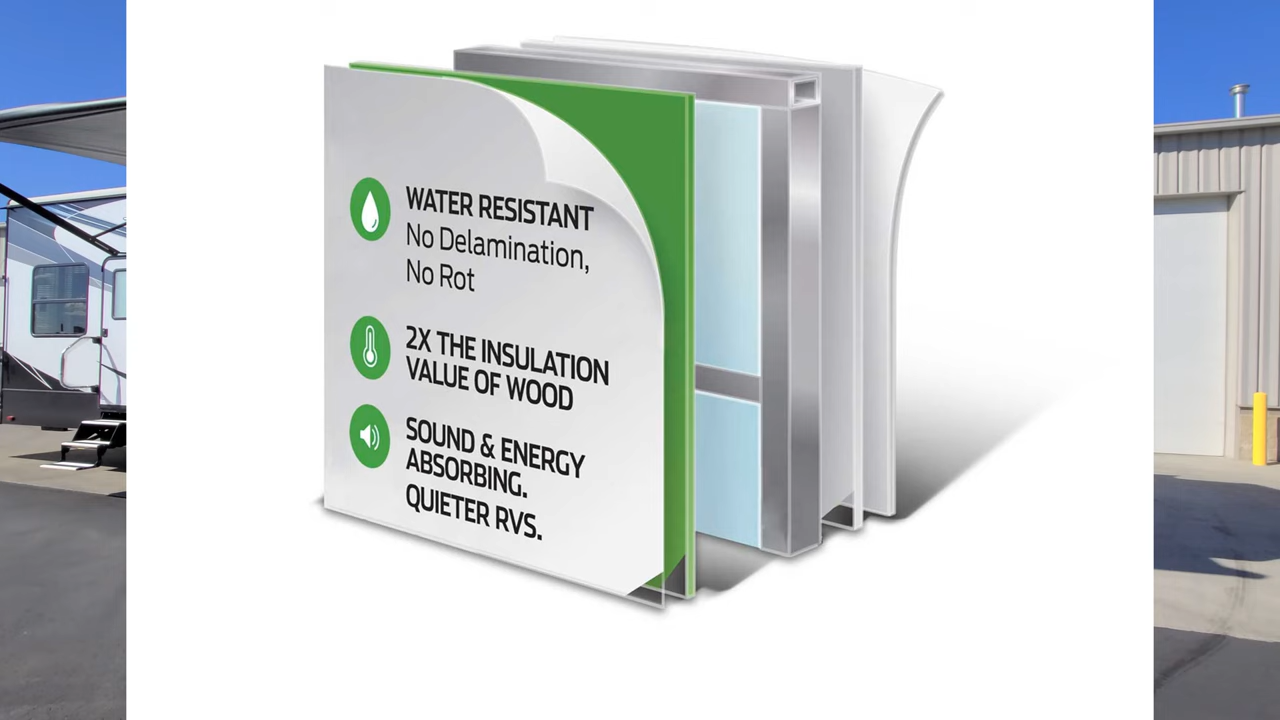 WATER RESISTANT
No Delamination,
No Rot
2X THE INSULATION
VALUE OF WOOD
SOUND & ENERGY
ABSORBING.
QUIETER RVS.